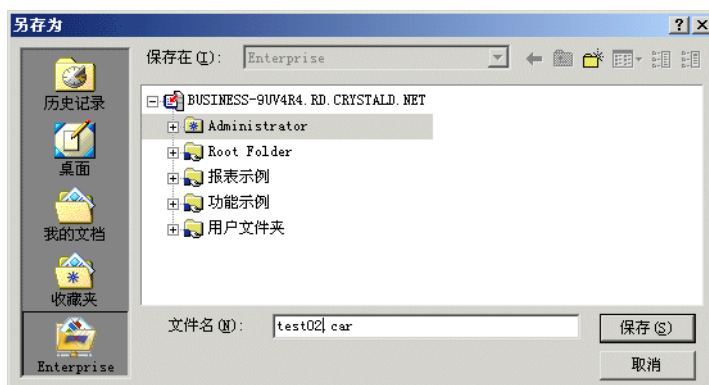 另存为
保存在(I):
Enterprise
历史记录
桌面
我的文档
收藏夹
Enterprise
BUSINESS-9UV4R4.RD.CRYSTALD.NET
Administrator
Root Folder
报表示例
功能示例
用户文件夹
文件名(N):
test02.car
保存(S)
取消